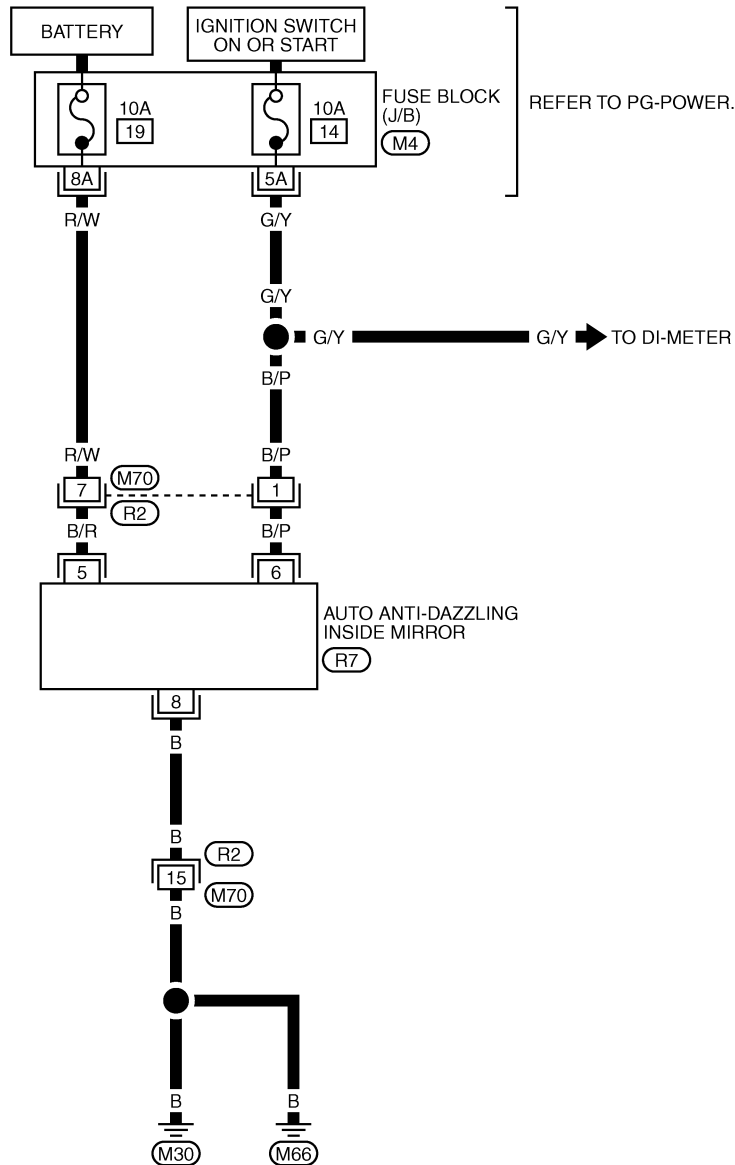 BATTERY
IGNITION SWITCH
ON OR START
10A
19
10A
14
FUSE BLOCK
(J/B)
M4
REFER TO PG-POWER.
8A
5A
R/W
G/Y
G/Y
G/Y
G/Y
TO DI-METER
B/P
R/W
B/P
7
M70
1
R2
B/R
B/P
5
6
AUTO ANTI-DAZZLING
INSIDE MIRROR
R7
8
B
B
R2
15
M70
B
B
B
M30
M66